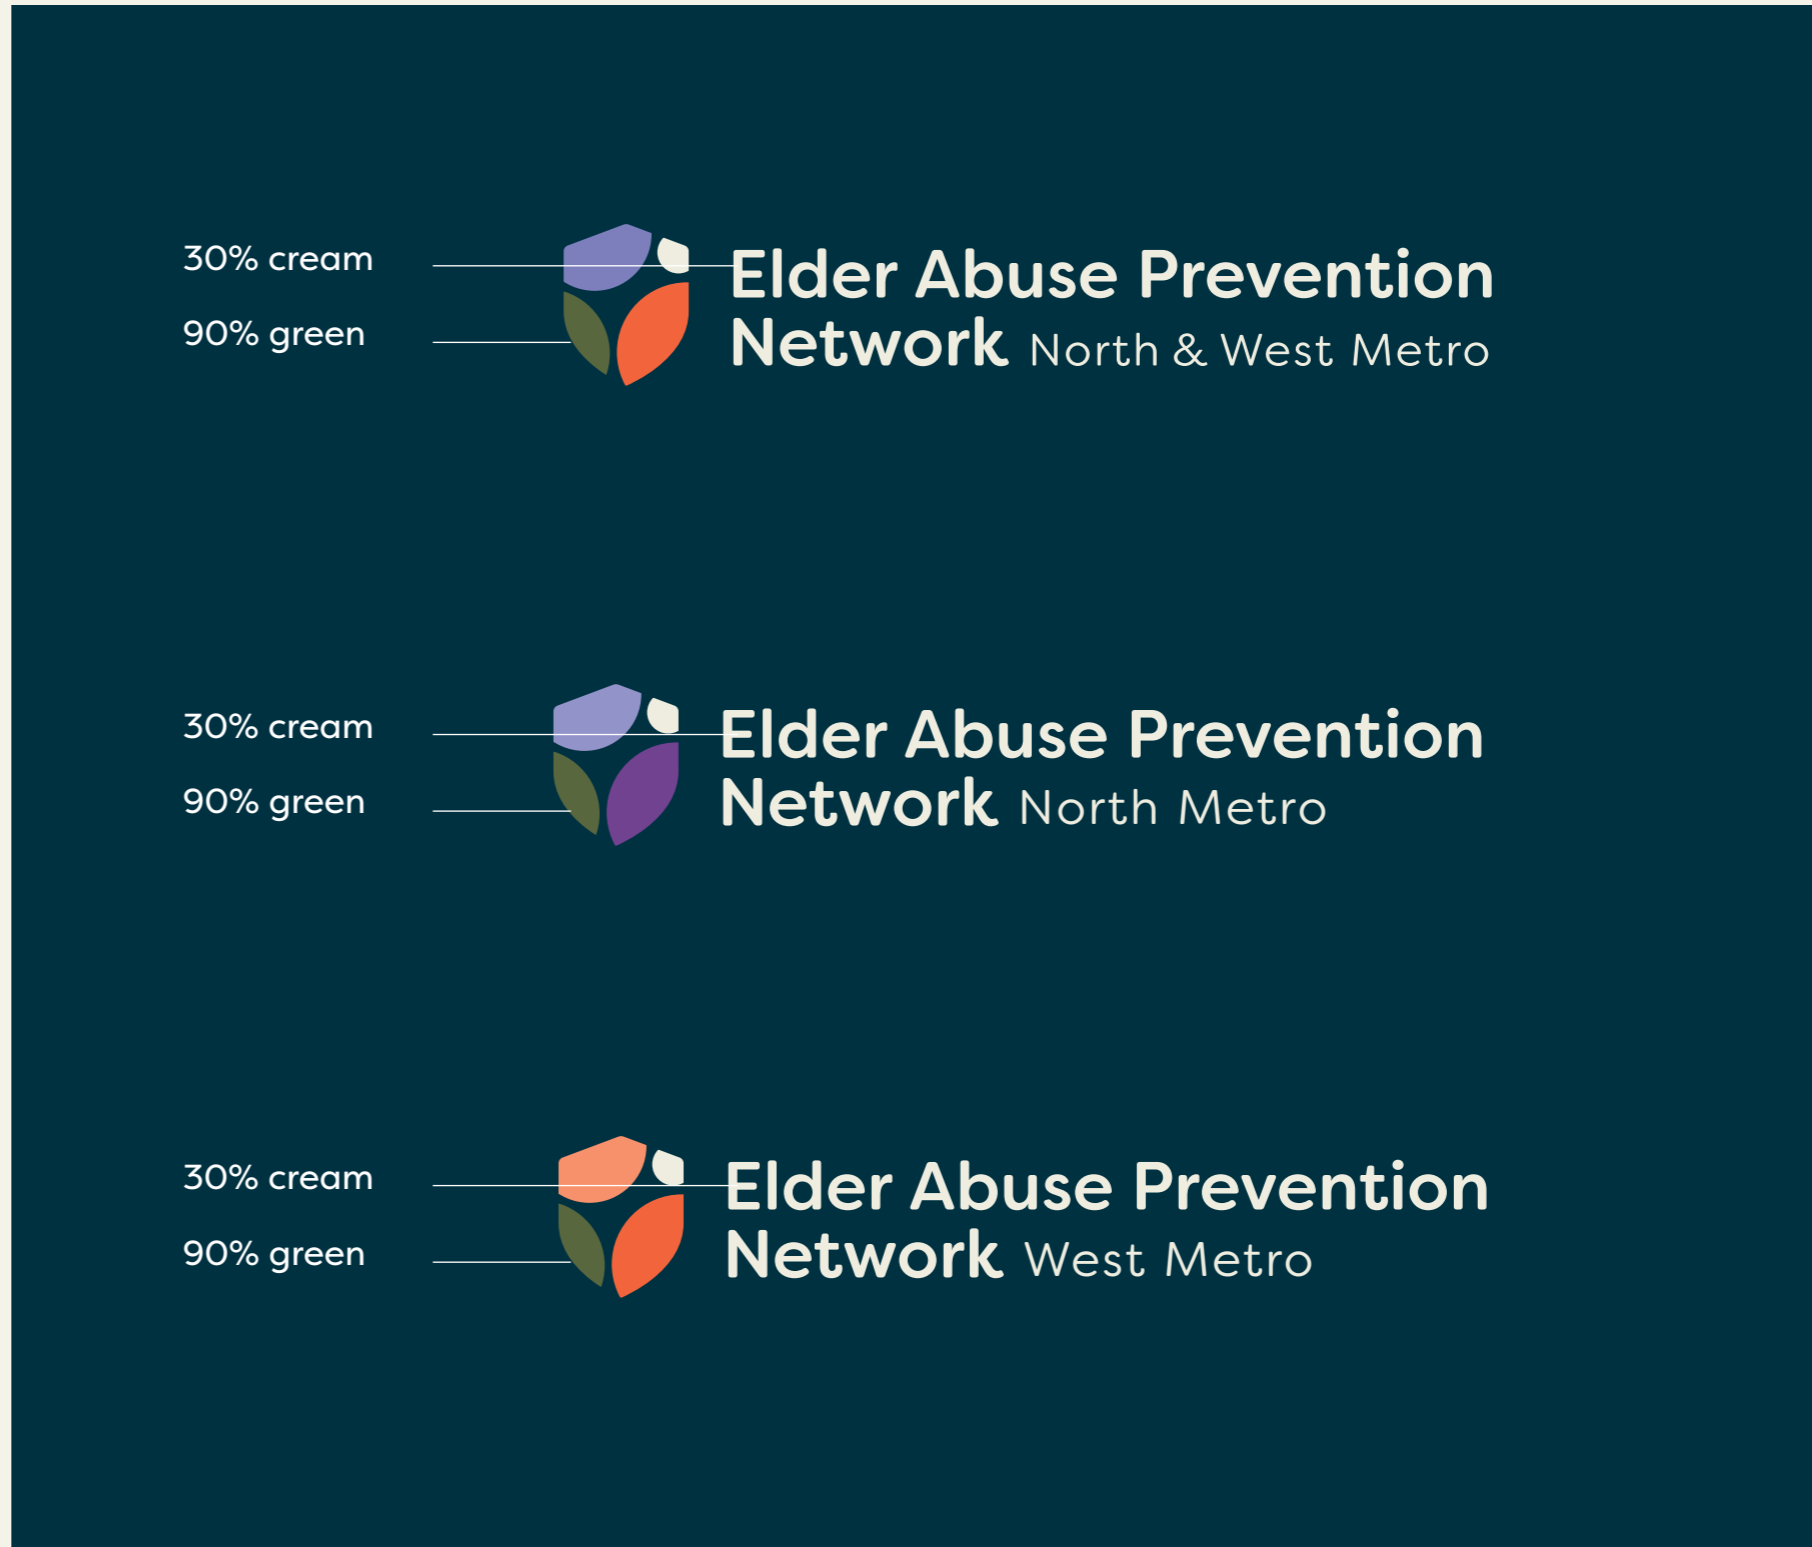 30% cream
90% green
Elder Abuse Prevention
Network North & West Metro
30% cream
90% green
Elder Abuse Prevention
Network North Metro
30% cream
90% green
Elder Abuse Prevention
Network West Metro